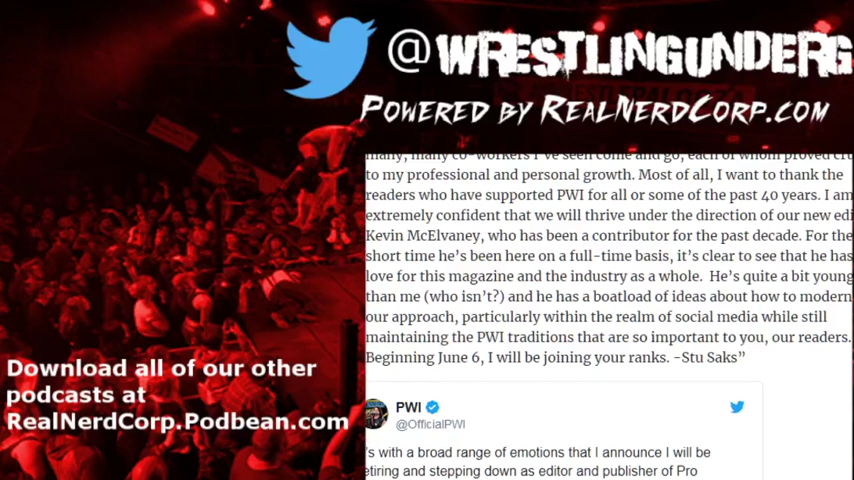 @WRESTLINGUNDERG
POWERED BY REALNERDCORP.COM
many, many co-workers I've seen come and go, each of whom proved
to my professional and personal growth. Most of all, I want to thank the
readers who have supported PWI for all or some of the past 40 years. I am
extremely confident that we will thrive under the direction of our new edi
Kevin McElvaney, who has been a contributor for the past decade. For the
short time he's been here on a full-time basis, it's clear to see that he has
love for this magazine and the industry as a whole. He's quite a bit young
than me (who isn't?) and he has a boatload of ideas about how to modern
our approach, particularly within the realm of social media while still
maintaining the PWI traditions that are so important to you, our readers.
Beginning June 6, I will be joining your ranks. -Stu Saks”
Download all of our other
podcasts at
RealNerdCorp.Podbean.com
PWI
@OfficialPWI
's with a broad range of emotions that I announce I will be
etiring and stepping down as editor and publisher of Pro